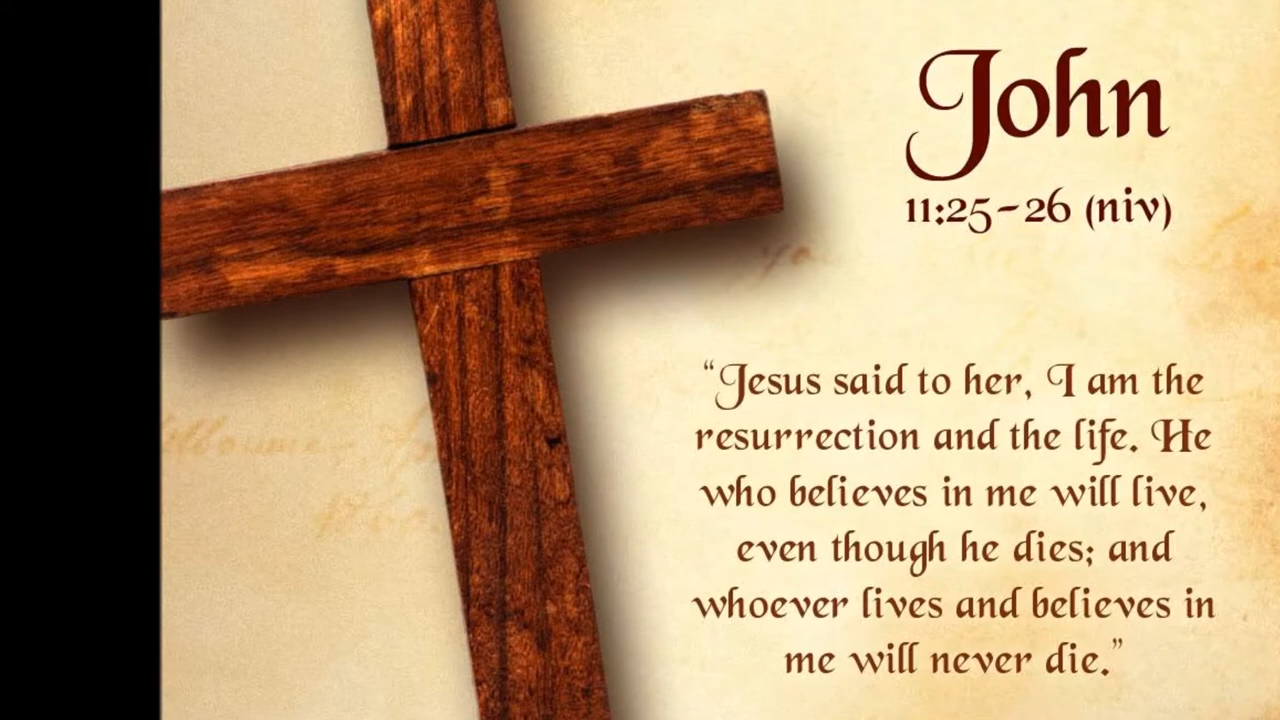 John
11:25-26 (niv)
“Jesus said to her, I am the
resurrection and the life. He
who believes in me will live,
even though he dies; and
whoever lives and believes in
me will never die.”